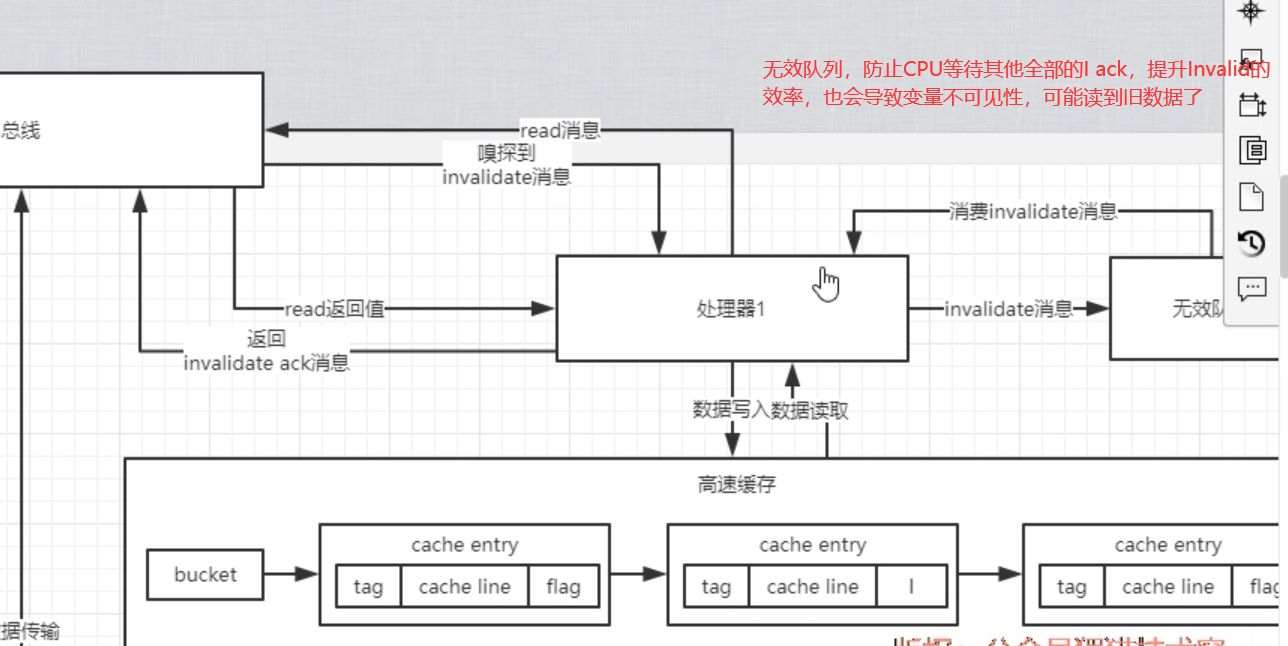 无效队列，防止CPU等待其他全部的I ack，提升Invalid的
效率，也会导致变量不可见性，可能读到旧数据了
总线
read消息
嗅探到
invalidate消息
消费invalidate消息
read返回值
处理器1
invalidate消息
无效队
返回
invalidate ack消息
数据写入
数据读取
高速缓存
cache entry
cache entry
cache entry
bucket
tag
cache line
flag
tag
cache line
I
tag
cache line
flag
据传输